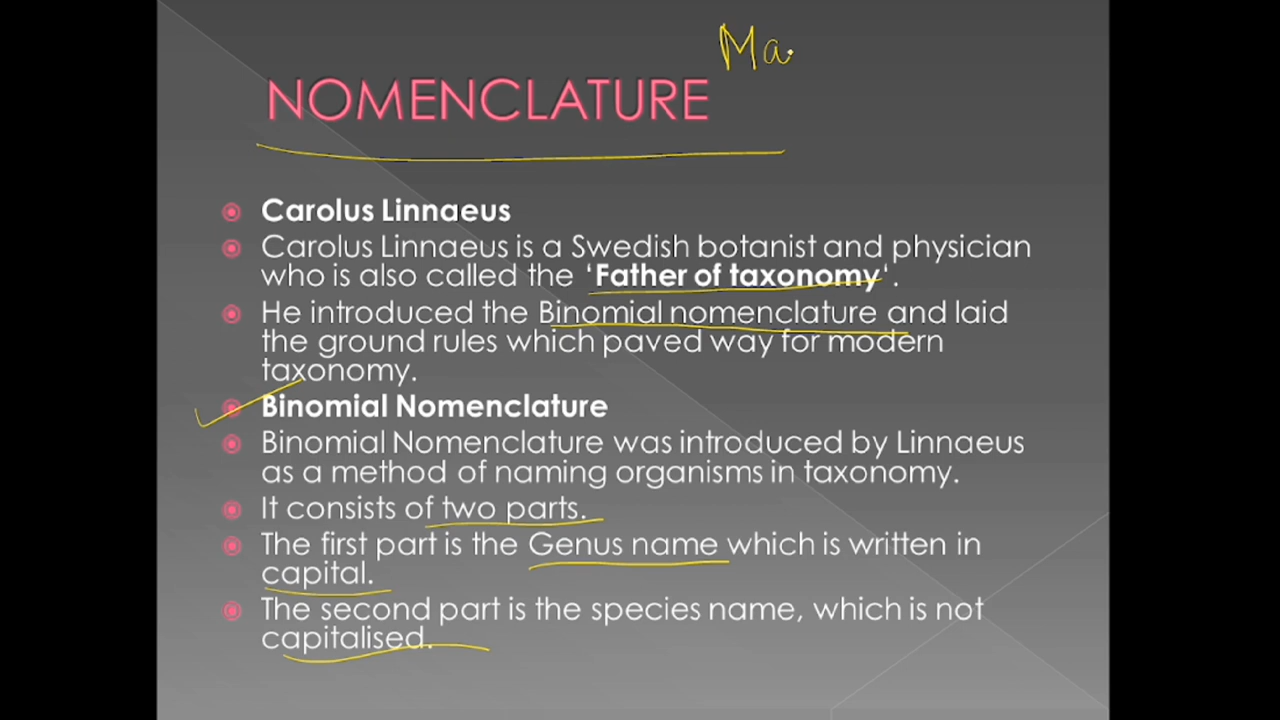 Ma
NOMENCLATURE
Carolus Linnaeus
Carolus Linnaeus is a Swedish botanist and physician
who is also called the ‘Father of taxonomy‘.
He introduced the Binomial nomenclature and laid
the ground rules which paved way for modern
taxonomy.
Binomial Nomenclature
Binomial Nomenclature was introduced by Linnaeus
as a method of naming organisms in taxonomy.
It consists of two parts.
The first part is the Genus name which is written in
capital.
The second part is the species name, which is not
capitalised.